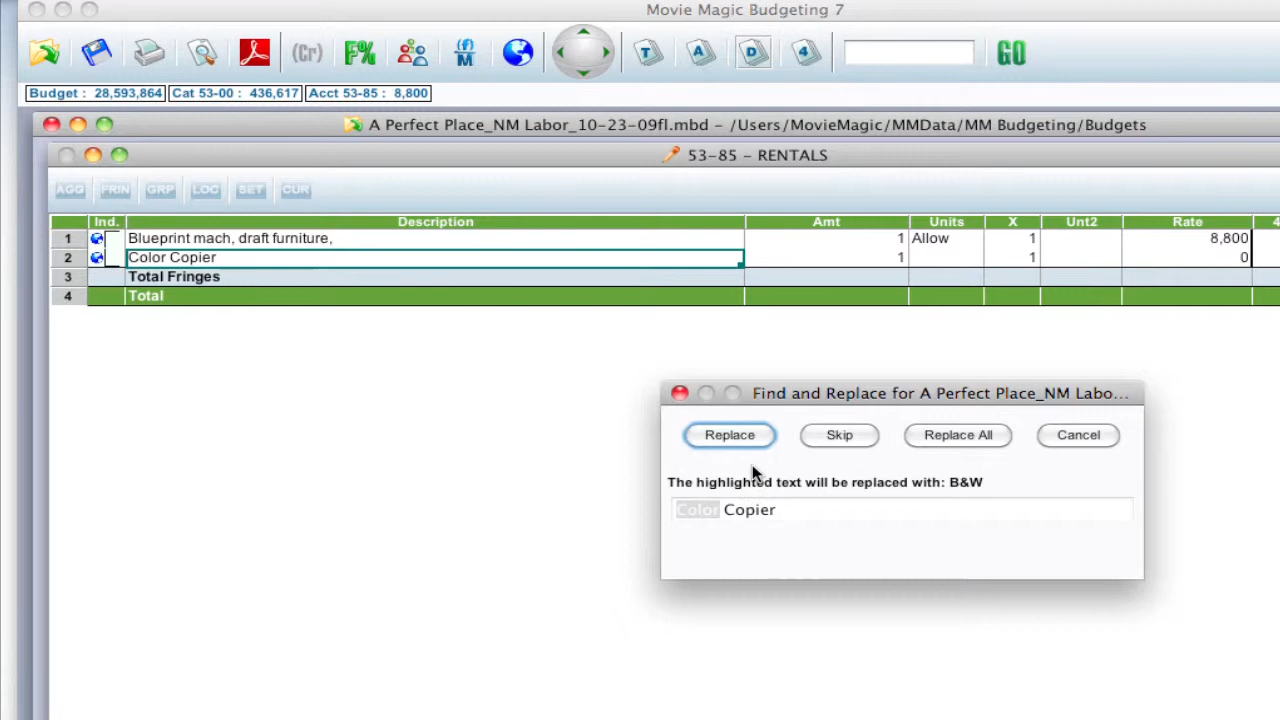 Movie Magic Budgeting 7
(Cr) F% fM T A D 4 GO
Budget : 28,593,864 Cat 53-00 : 436,617 Acct 53-85 : 8,800
A Perfect Place_NM Labor_10-23-09fl.mbd – /Users/MovieMagic/MMData/MM Budgeting/Budgets
53-85 – RENTALS
AGG FRIN GRP LOC SET CUR
Ind. Description Amt Units X Unt2 Rate 4
1 Blueprint mach, draft furniture, 1 Allow 1 8,800
2 Color Copier 1 1 0
3 Total Fringes
4 Total
Find and Replace for A Perfect Place_NM Labo...
Replace Skip Replace All Cancel
The highlighted text will be replaced with: B&W
Color Copier